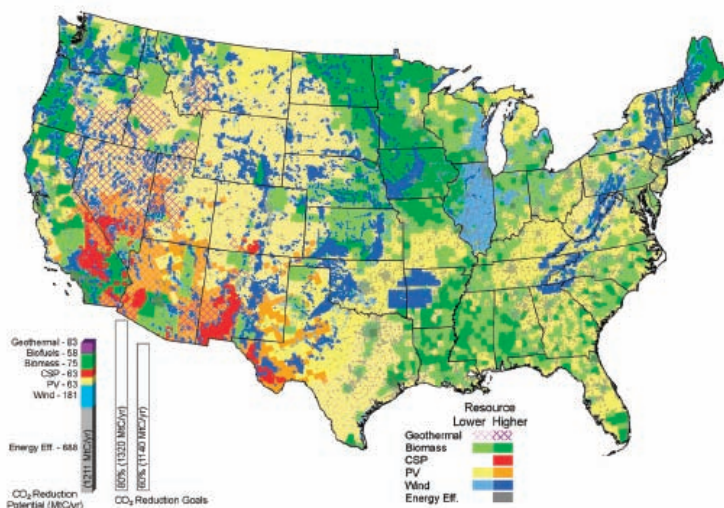 Geothermal - 83
Biofuels - 58
Biomass - 75
CSP - 63
PV - 63
Wind - 181
Energy Eff. - 688
(1211 MtC/yr)
80% (1320 MtC/yr)
60% (1140 MtC/yr)
CO₂ Reduction
Potential (MtC/yr)
CO₂ Reduction Goals
Resource
Lower Higher
Geothermal
Biomass
CSP
PV
Wind
Energy Eff.